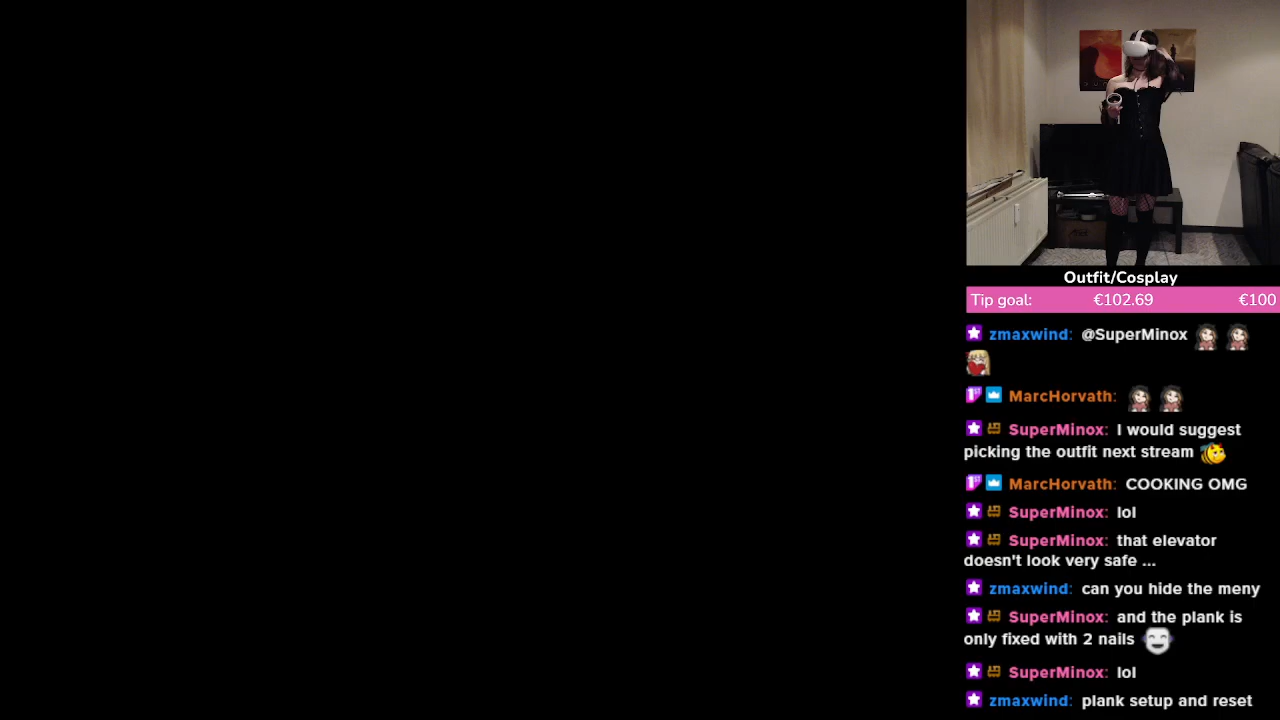 Outfit/Cosplay
Tip goal: €102.69 €100
zmaxwind: @SuperMinox
MarcHorvath:
SuperMinox: I would suggest
picking the outfit next stream
MarcHorvath: COOKING OMG
SuperMinox: lol
SuperMinox: that elevator
doesn't look very safe ...
zmaxwind: can you hide the meny
SuperMinox: and the plank is
only fixed with 2 nails
SuperMinox: lol
zmaxwind: plank setup and reset